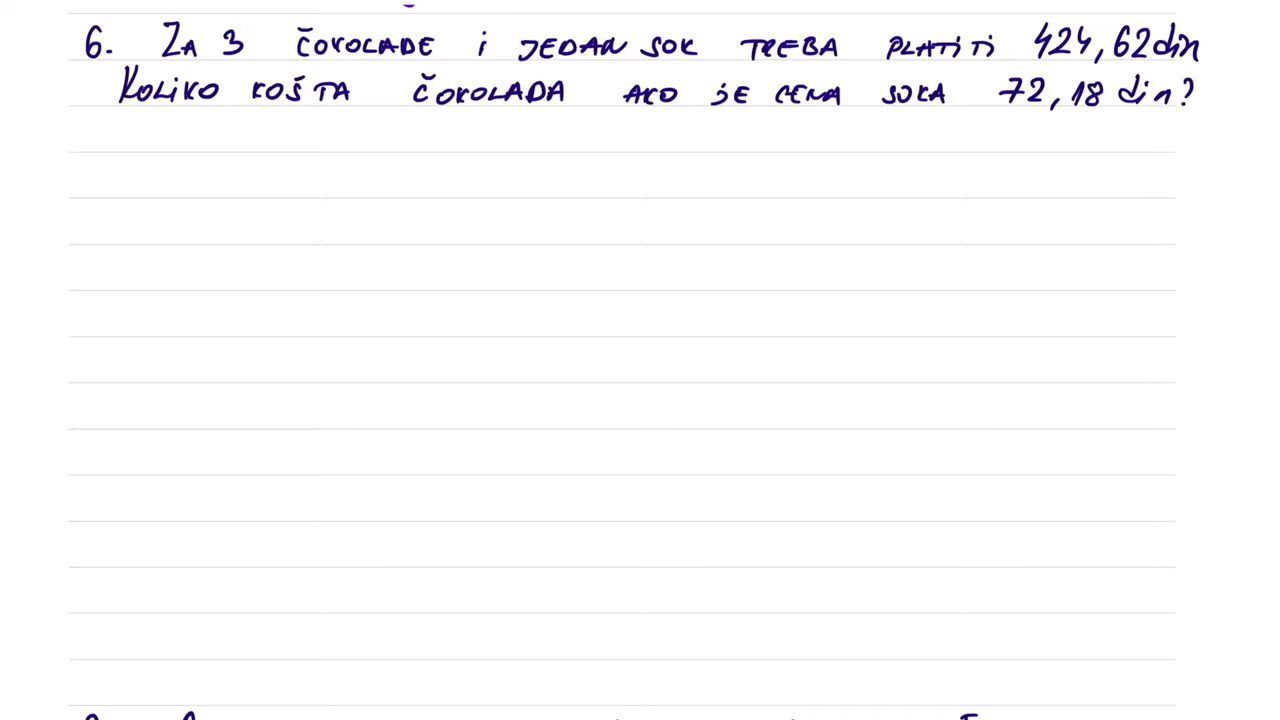 6. Za 3 čokolade i jedan sok treba platiti 424,62 din
Koliko košta čokolada ako je cena soka 72,18 din?